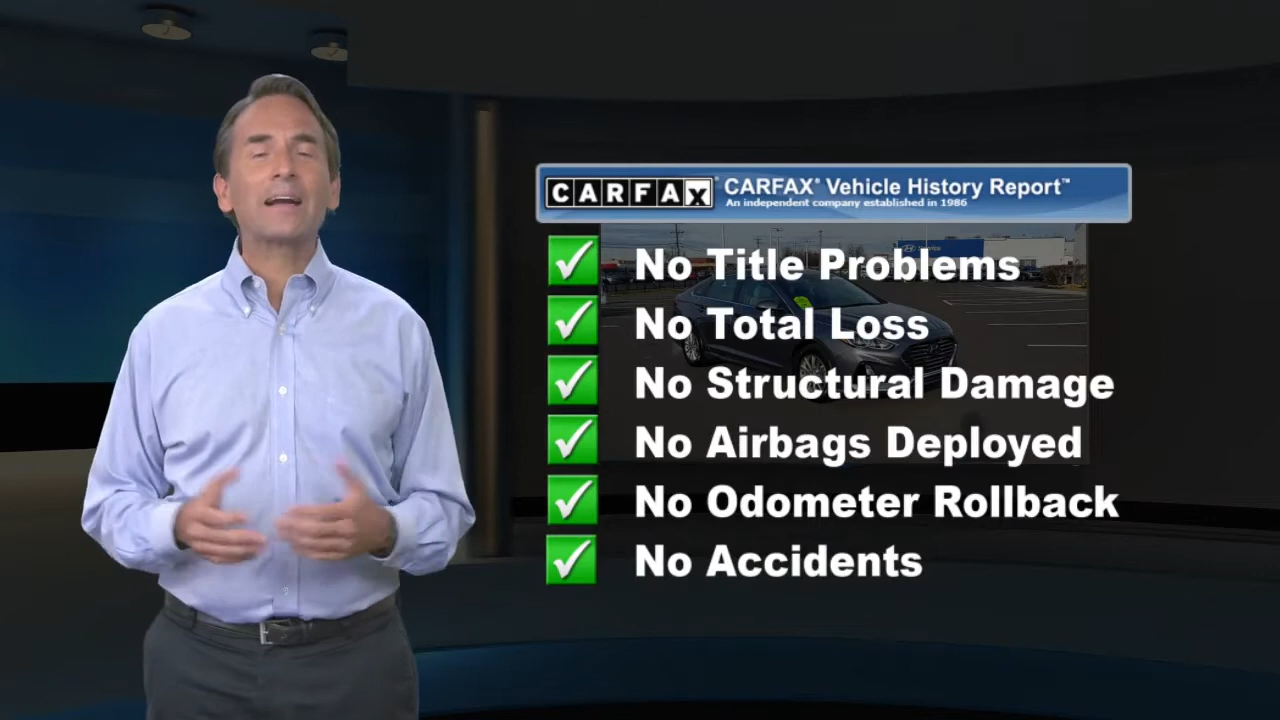 CARFAX® CARFAX® Vehicle History Report™
An independent company established in 1986
No Title Problems
No Total Loss
No Structural Damage
No Airbags Deployed
No Odometer Rollback
No Accidents